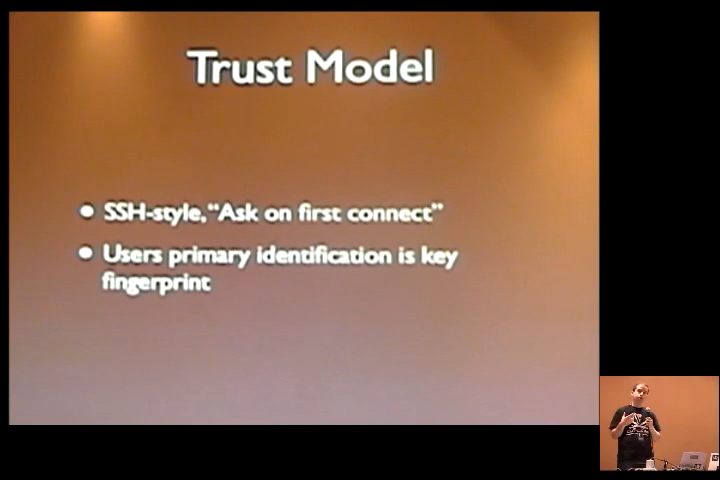 Trust Model
SSH-style, “Ask on first connect”
Users primary identification is key
fingerprint